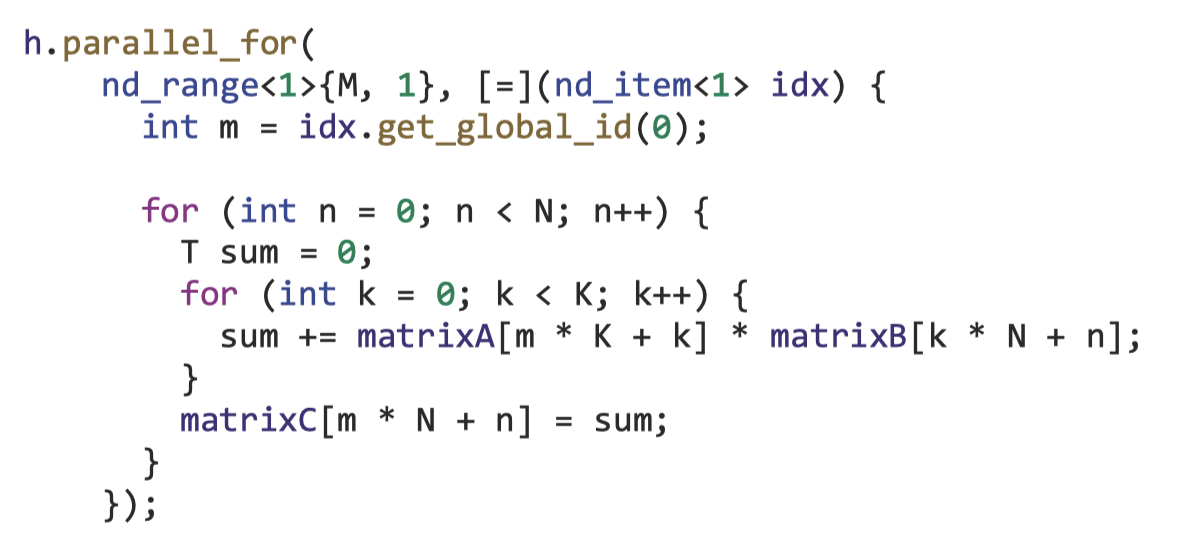 h.parallel_for(
    nd_range<1>{M, 1}, [=](nd_item<1> idx) {
      int m = idx.get_global_id(0);

      for (int n = 0; n < N; n++) {
        T sum = 0;
        for (int k = 0; k < K; k++) {
          sum += matrixA[m * K + k] * matrixB[k * N + n];
        }
        matrixC[m * N + n] = sum;
      }
    });